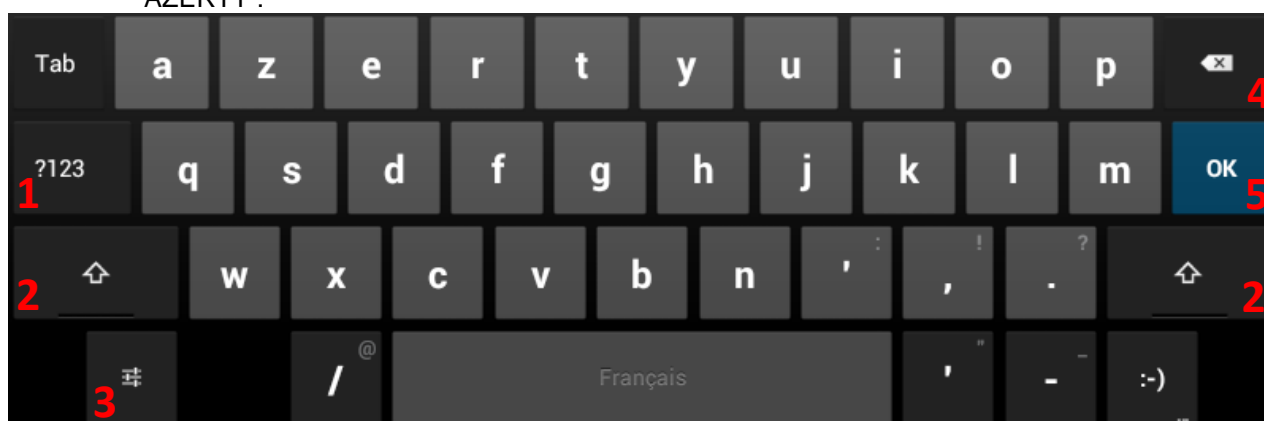 AZERTY :
Tab a z e r t y u i o p 4
?123 1 q s d f g h j k l m OK 5
2 w x c v b n ' : , ! . ? 2
3 / @ Français ' " - _ :-)